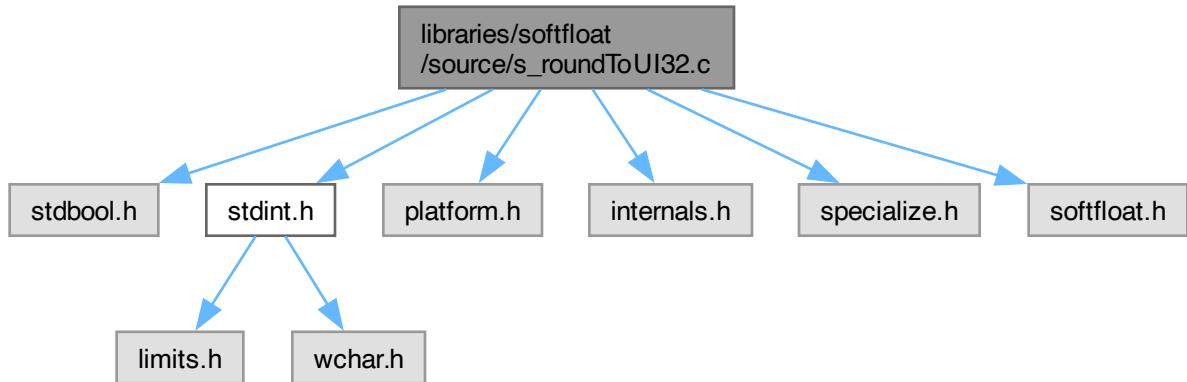 libraries/softfloat
/source/s_roundToUI32.c
stdbool.h
stdint.h
platform.h
internals.h
specialize.h
softfloat.h
limits.h
wchar.h